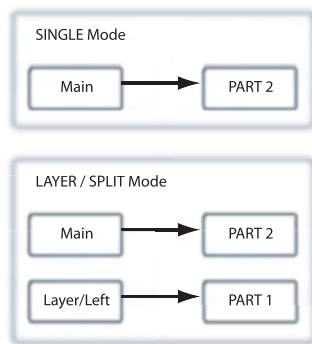 SINGLE Mode
Main PART 2
LAYER / SPLIT Mode
Main PART 2
Layer/Left PART 1